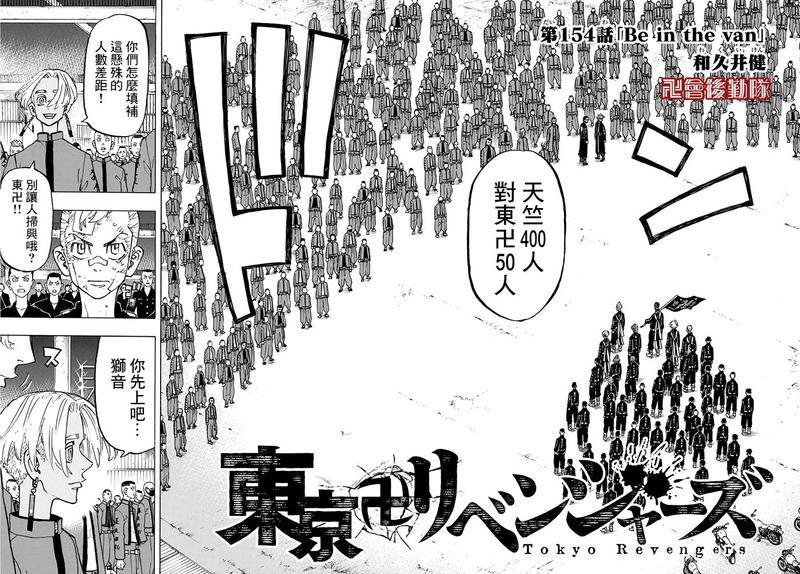 第154話「Be in the van」
和久井健
卍會後勤隊
ドドドン
天竺400人
對東卍50人
東京卍リベンジャーズ
Tokyo Revengers
你們怎麼填補
這懸殊的
人數差距！
別讓人掃興哦？
東卍!!
你先上吧…
獅音